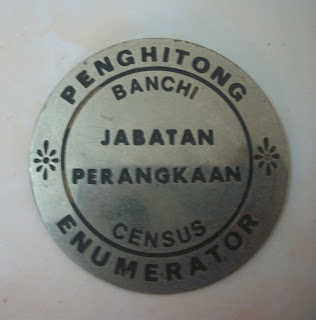 PENGHITONG
BANCHI
JABATAN
PERANGKAAN
CENSUS
ENUMERATOR